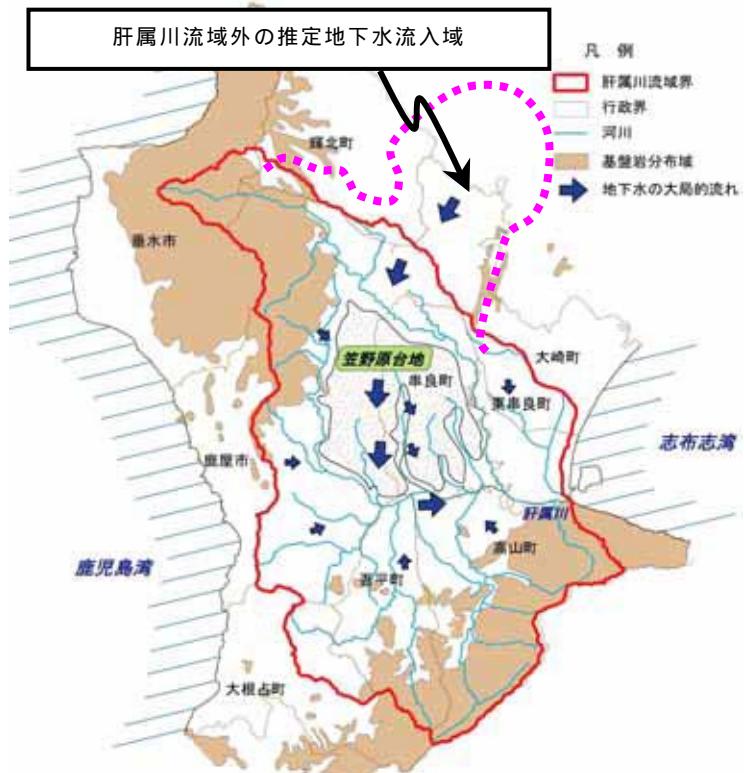 肝属川流域外の推定地下水流入域
凡 例
肝属川流域界
行政界
河川
基盤岩分布域
地下水の大局的流れ
輝北町
垂水市
笠野原台地
串良町
大崎町
東串良町
志布志湾
鹿屋市
肝属川
高山町
鹿児島湾
吾平町
大根占町